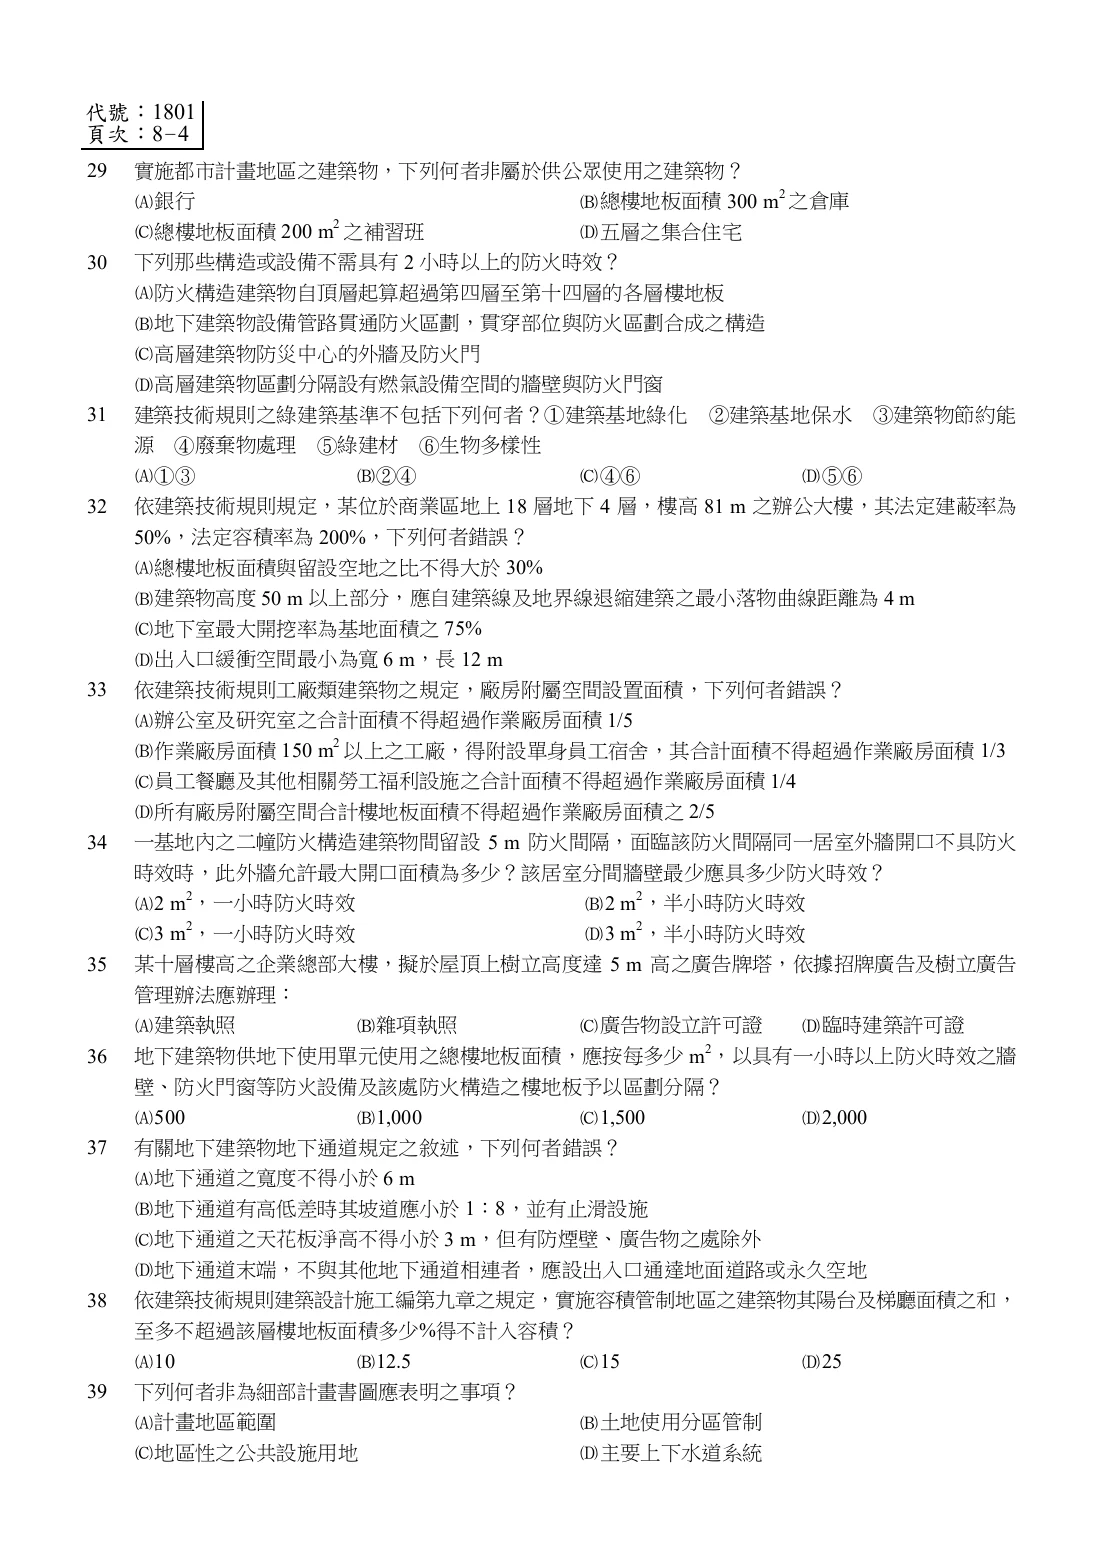 代號：1801
頁次：8-4
29 實施都市計畫地區之建築物，下列何者非屬於供公眾使用之建築物？
(A)銀行 (B)總樓地板面積 300 m²之倉庫
(C)總樓地板面積 200 m²之補習班 (D)五層之集合住宅
30 下列那些構造或設備不需具有 2 小時以上的防火時效？
(A)防火構造建築物自頂層起算超過第四層至第十四層的各層樓地板
(B)地下建築物設備管路貫通防火區劃，貫穿部位與防火區劃合成之構造
(C)高層建築物防災中心的外牆及防火門
(D)高層建築物區劃分隔設有燃氣設備空間的牆壁與防火門窗
31 建築技術規則之綠建築基準不包括下列何者？①建築基地綠化 ②建築基地保水 ③建築物節約能
源 ④廢棄物處理 ⑤綠建材 ⑥生物多樣性
(A)①③ (B)②④ (C)④⑥ (D)⑤⑥
32 依建築技術規則規定，某位於商業區地上 18 層地下 4 層，樓高 81 m 之辦公大樓，其法定建蔽率為
50%，法定容積率為 200%，下列何者錯誤？
(A)總樓地板面積與留設空地之比不得大於 30%
(B)建築物高度 50 m 以上部分，應自建築線及地界線退縮建築之最小落物曲線距離為 4 m
(C)地下室最大開挖率為基地面積之 75%
(D)出入口緩衝空間最小為寬 6 m，長 12 m
33 依建築技術規則工廠類建築物之規定，廠房附屬空間設置面積，下列何者錯誤？
(A)辦公室及研究室之合計面積不得超過作業廠房面積 1/5
(B)作業廠房面積 150 m²以上之工廠，得附設單身員工宿舍，其合計面積不得超過作業廠房面積 1/3
(C)員工餐廳及其他相關勞工福利設施之合計面積不得超過作業廠房面積 1/4
(D)所有廠房附屬空間合計樓地板面積不得超過作業廠房面積之 2/5
34 一基地內之二幢防火構造建築物間留設 5 m 防火間隔，面臨該防火間隔同一居室外牆開口不具防火
時效時，此外牆允許最大開口面積為多少？該居室分間牆壁最少應具多少防火時效？
(A)2 m²，一小時防火時效 (B)2 m²，半小時防火時效
(C)3 m²，一小時防火時效 (D)3 m²，半小時防火時效
35 某十層樓高之企業總部大樓，擬於屋頂上樹立高度達 5 m 高之廣告牌塔，依據招牌廣告及樹立廣告
管理辦法應辦理：
(A)建築執照 (B)雜項執照 (C)廣告物設立許可證 (D)臨時建築許可證
36 地下建築物供地下使用單元使用之總樓地板面積，應按每多少 m²，以具有一小時以上防火時效之牆
壁、防火門窗等防火設備及該處防火構造之樓地板予以區劃分隔？
(A)500 (B)1,000 (C)1,500 (D)2,000
37 有關地下建築物地下通道規定之敘述，下列何者錯誤？
(A)地下通道之寬度不得小於 6 m
(B)地下通道有高低差時其坡道應小於 1：8，並有止滑設施
(C)地下通道之天花板淨高不得小於 3 m，但有防煙壁、廣告物之處除外
(D)地下通道末端，不與其他地下通道相連者，應設出入口通達地面道路或永久空地
38 依建築技術規則建築設計施工編第九章之規定，實施容積管制地區之建築物其陽台及梯廳面積之和，
至多不超過該層樓地板面積多少%得不計入容積？
(A)10 (B)12.5 (C)15 (D)25
39 下列何者非為細部計畫書圖應表明之事項？
(A)計畫地區範圍 (B)土地使用分區管制
(C)地區性之公共設施用地 (D)主要上下水道系統